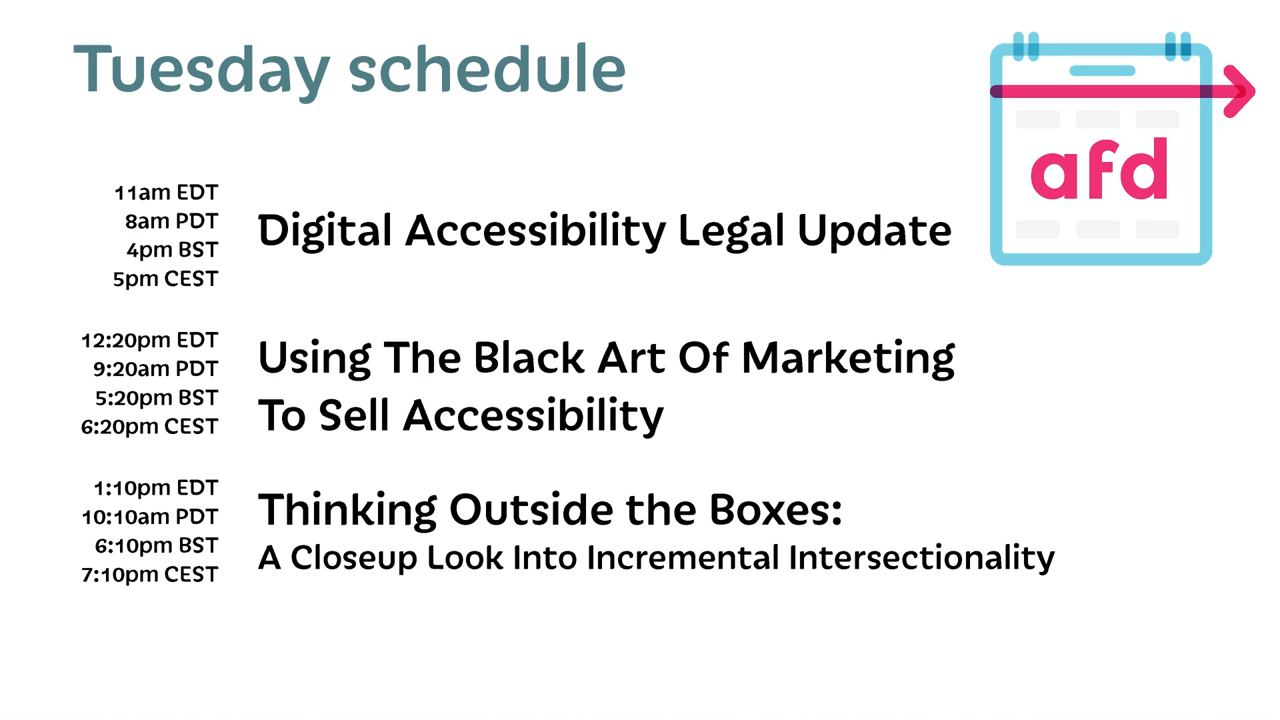 Tuesday schedule
afd
11am EDT
8am PDT
4pm BST
5pm CEST
Digital Accessibility Legal Update
12:20pm EDT
9:20am PDT
5:20pm BST
6:20pm CEST
Using The Black Art Of Marketing
To Sell Accessibility
1:10pm EDT
10:10am PDT
6:10pm BST
7:10pm CEST
Thinking Outside the Boxes:
A Closeup Look Into Incremental Intersectionality